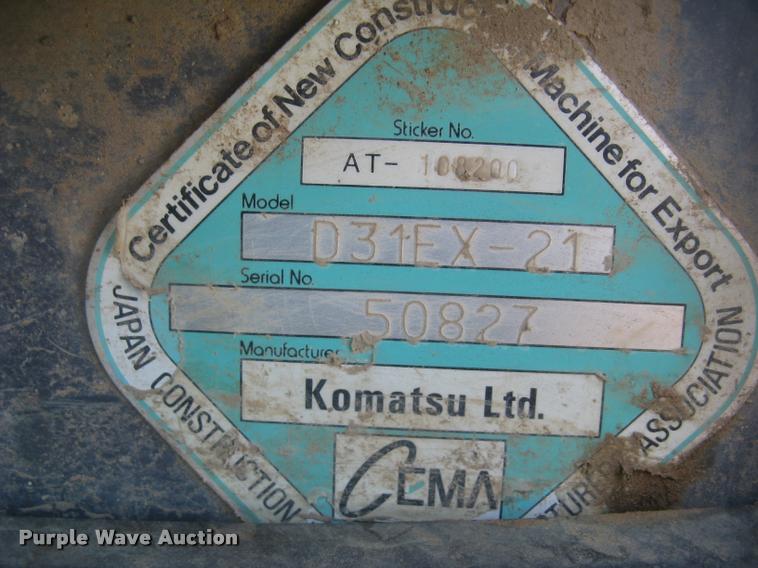 Certificate of New Construc
Machine for Export
Sticker No.
AT- 108200
Model
D31EX-21
Serial No.
50827
Manufacturer
Komatsu Ltd.
CEMA
JAPAN CONSTRUCTION
ASSOCIATION
Purple Wave Auction